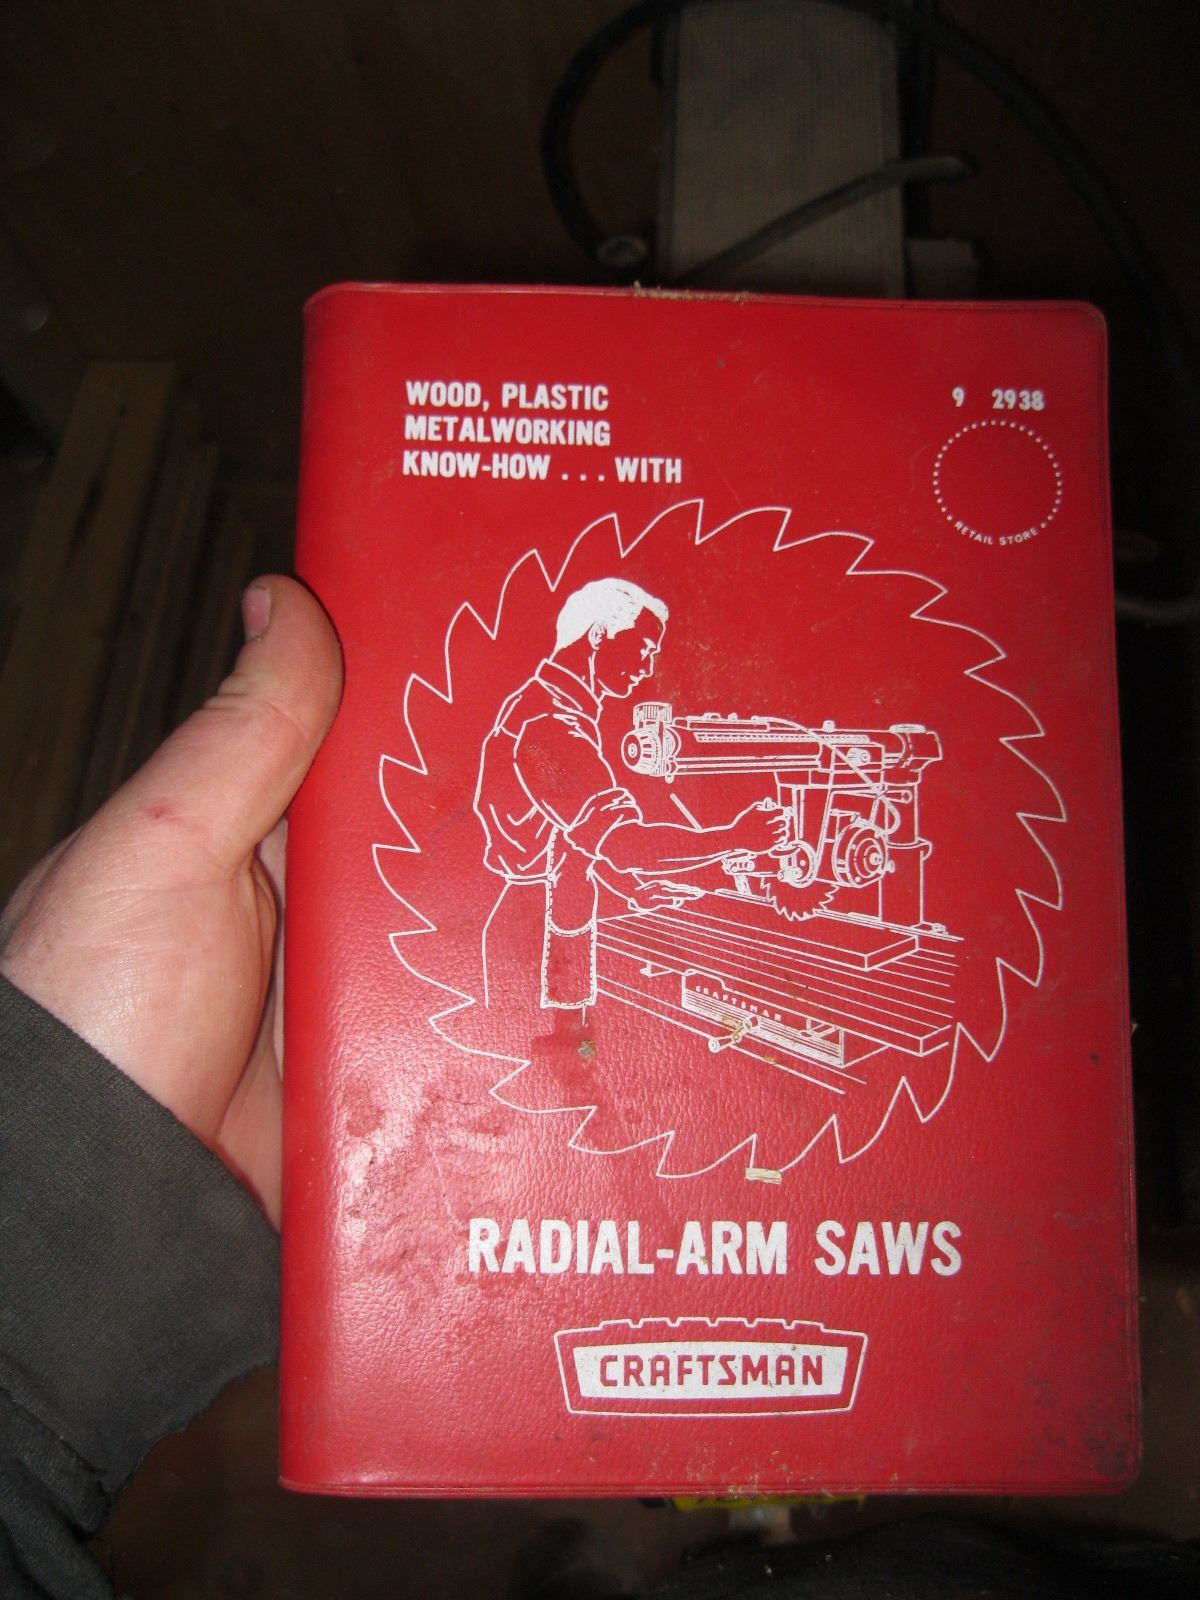 WOOD, PLASTIC
METALWORKING
KNOW-HOW ... WITH
9 2938
RETAIL STORE
CRAFTSMAN
RADIAL-ARM SAWS
CRAFTSMAN